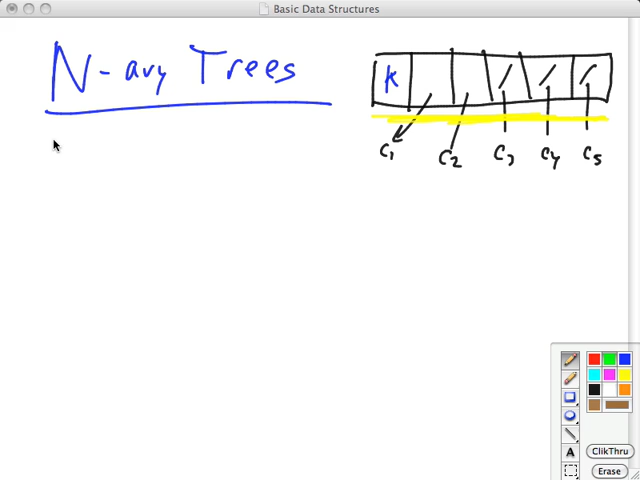 Basic Data Structures
N-ary Trees
K
C1 C2 C3 C4 C5
A
ClikThru
Erase